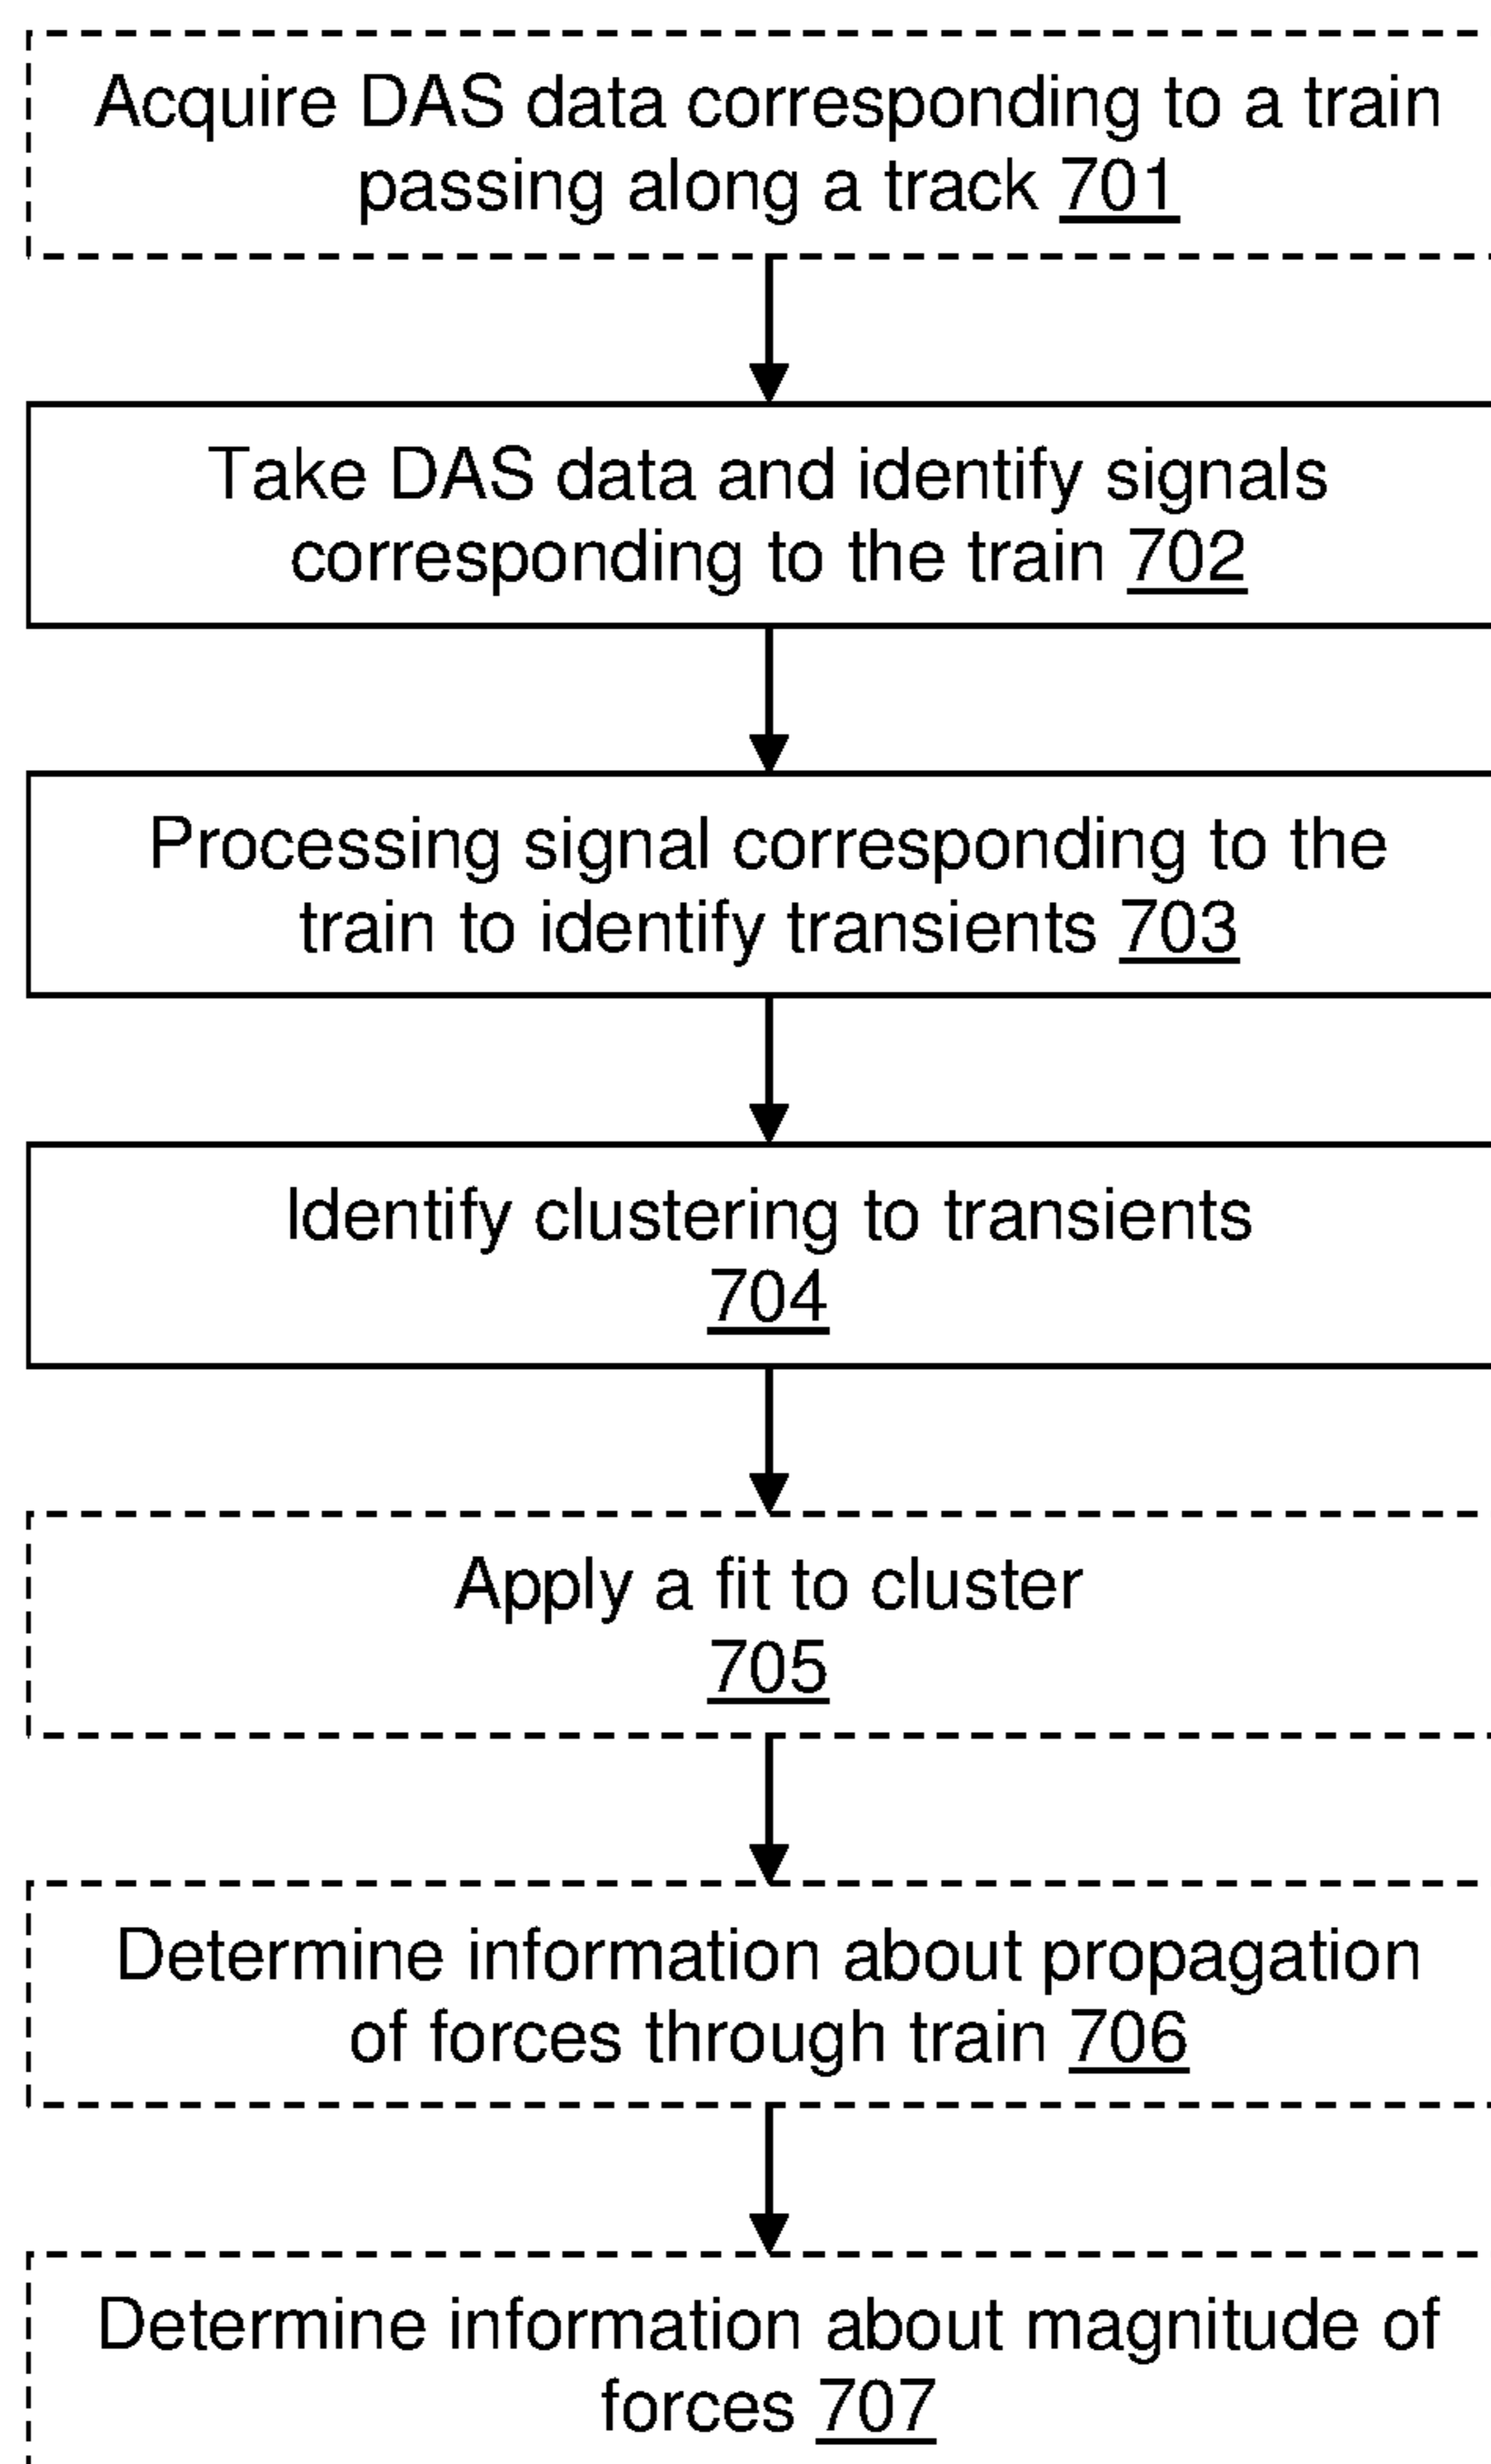 Acquire DAS data corresponding to a train
passing along a track 701
Take DAS data and identify signals
corresponding to the train 702
Processing signal corresponding to the
train to identify transients 703
Identify clustering to transients
704
Apply a fit to cluster
705
Determine information about propagation
of forces through train 706
Determine information about magnitude of
forces 707